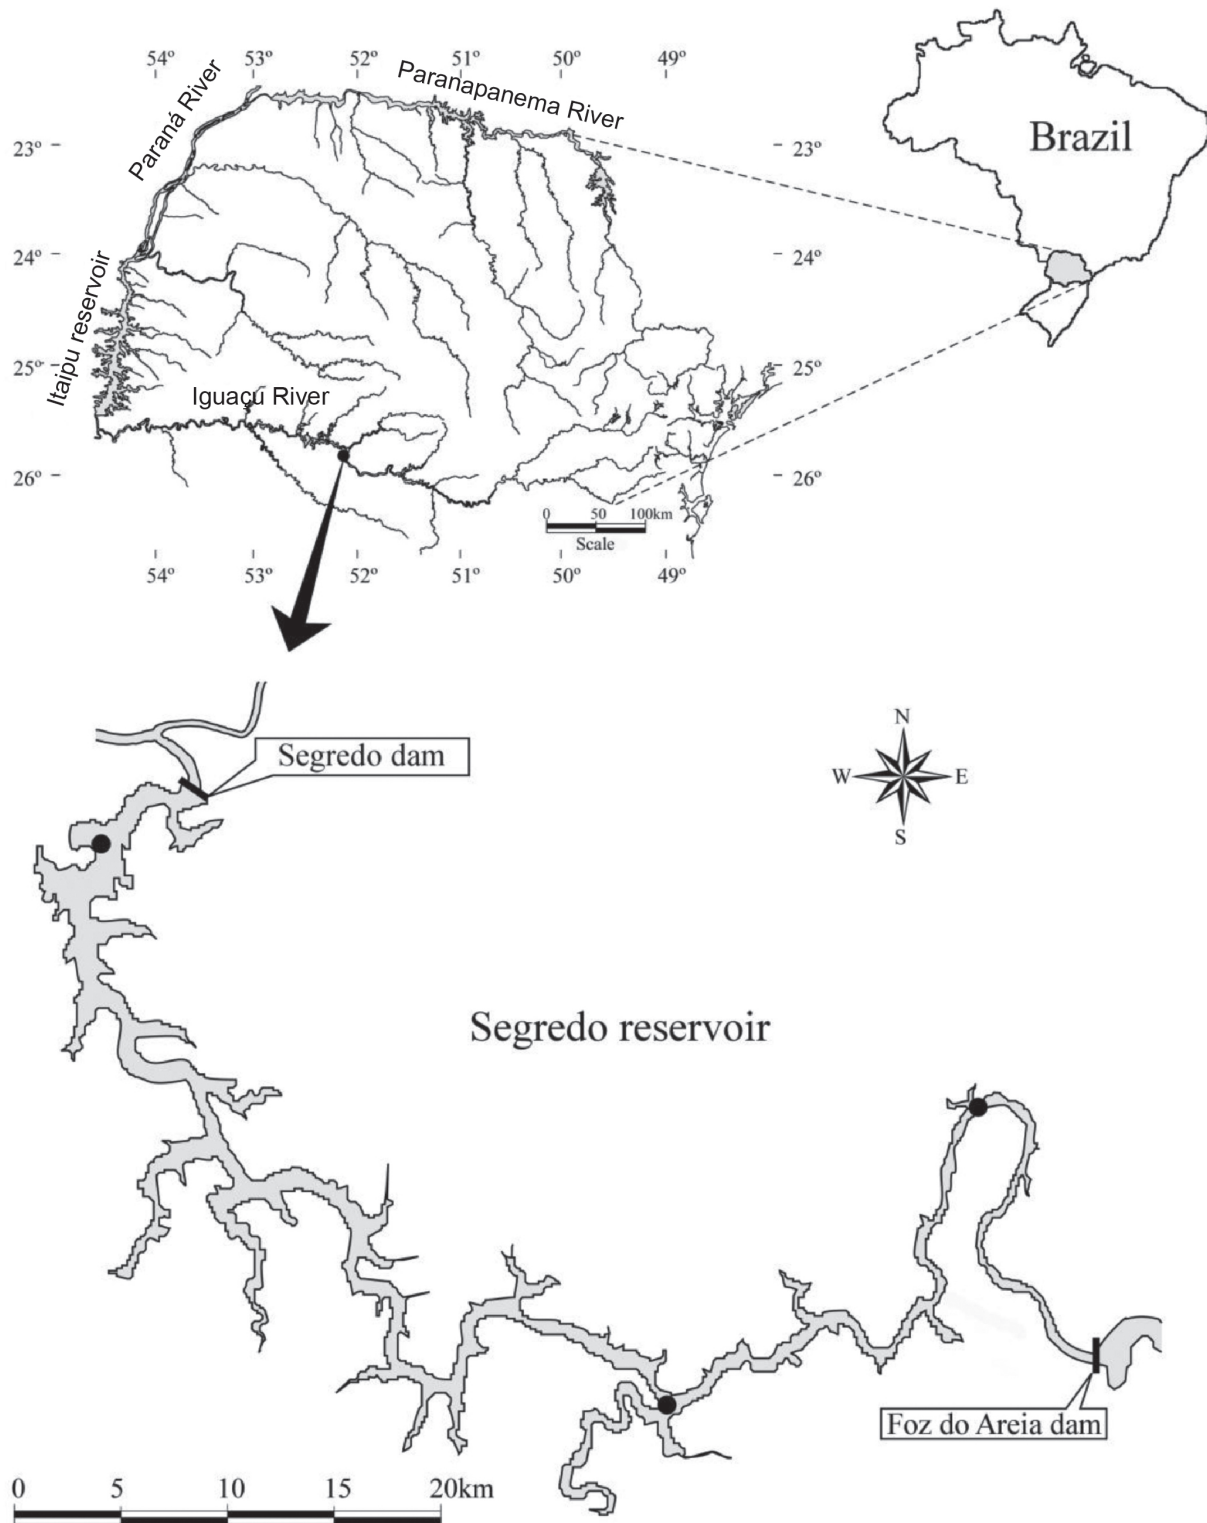 54º 53º 52º 51º 50º 49º
Paraná River
Paranapanema River
Brazil
23º 23º
24º 24º
Itaipu reservoir
25º 25º
Iguaçú River
26º 26º
0 50 100km
Scale
54º 53º 52º 51º 50º 49º
Segredo dam
N
W E
S
Segredo reservoir
Foz do Areia dam
0 5 10 15 20km